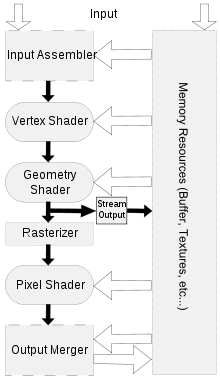 Input
Input Assembler
Vertex Shader
Geometry
Shader
Stream
Output
Rasterizer
Pixel Shader
Output Merger
Memory Resources (Buffer, Textures, etc...)